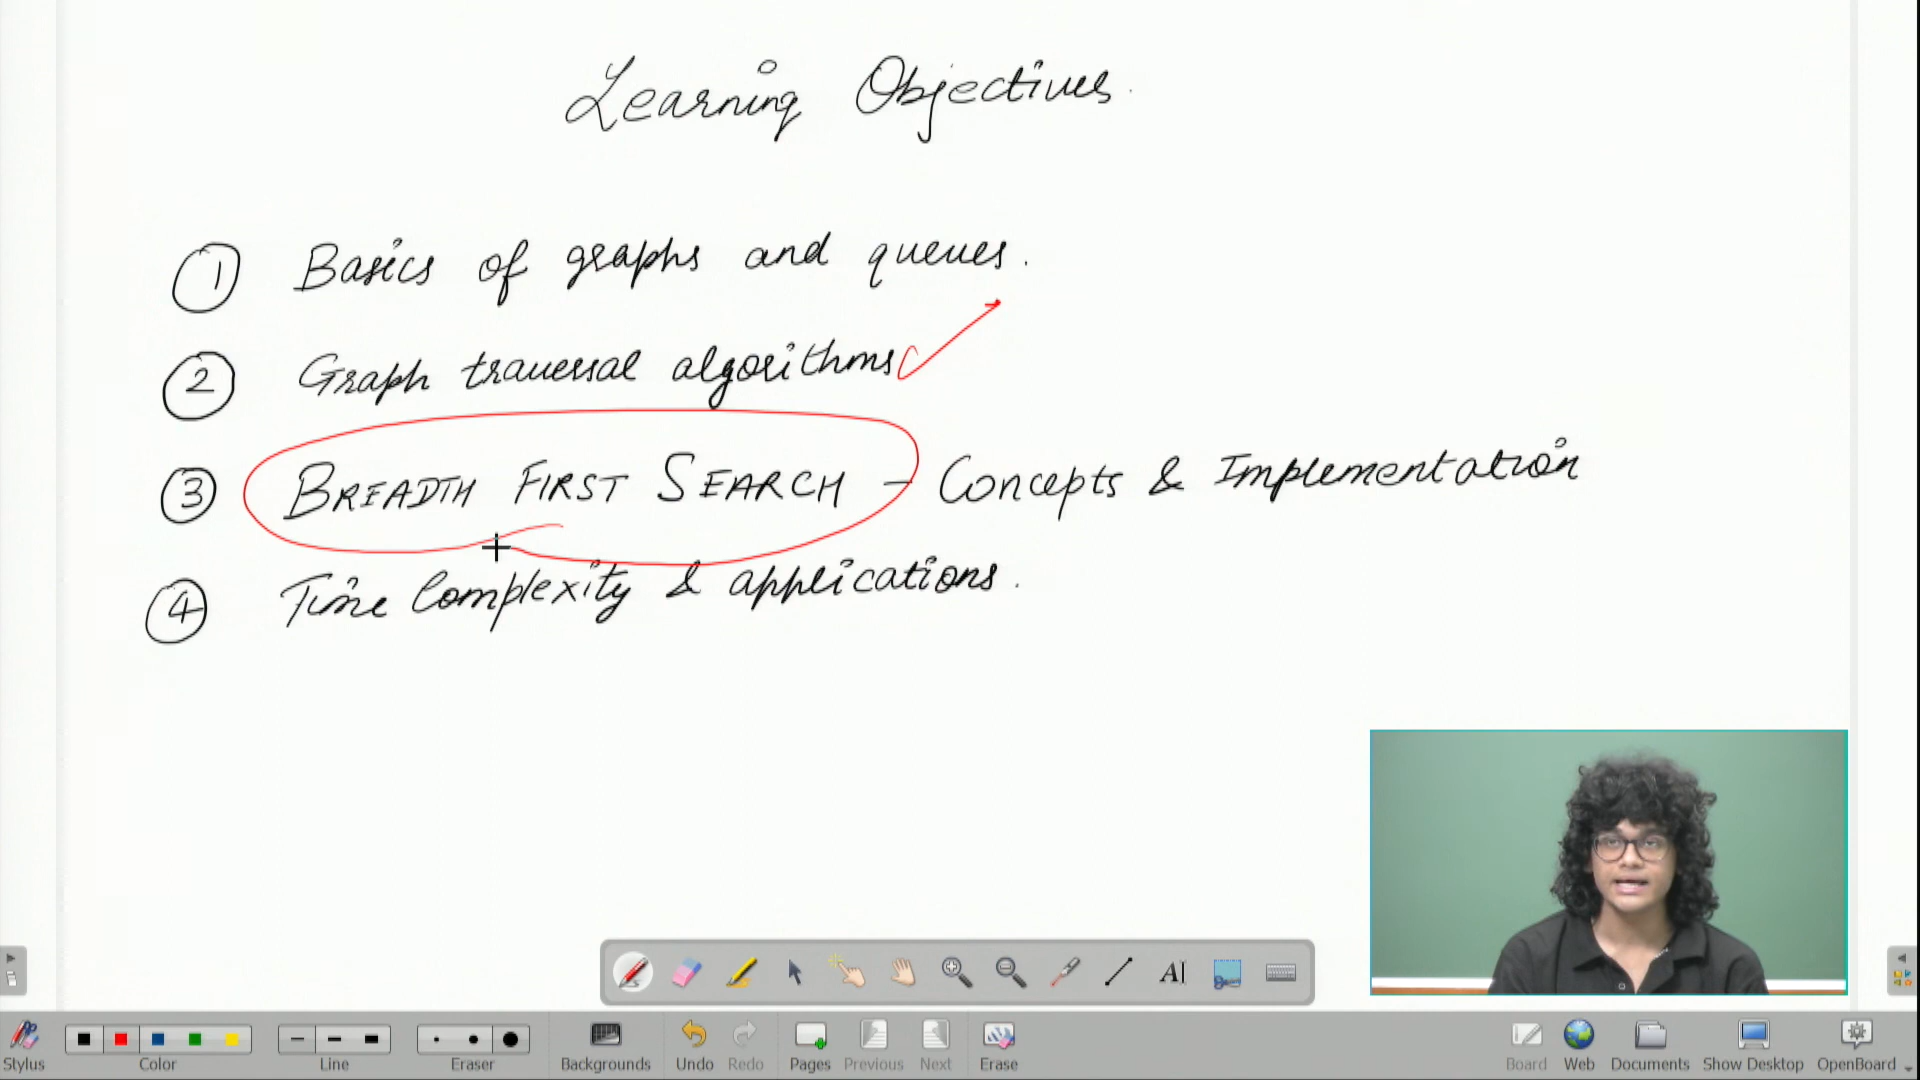 Learning Objectives.
1 Basics of graphs and queues.
2 Graph traversal algorithms
3 BREADTH FIRST SEARCH - Concepts & Implementation
4 Time Complexity & applications.
AI
Stylus Color Line Eraser Backgrounds Undo Redo Pages Previous Next Erase Board Web Documents Show Desktop OpenBoard